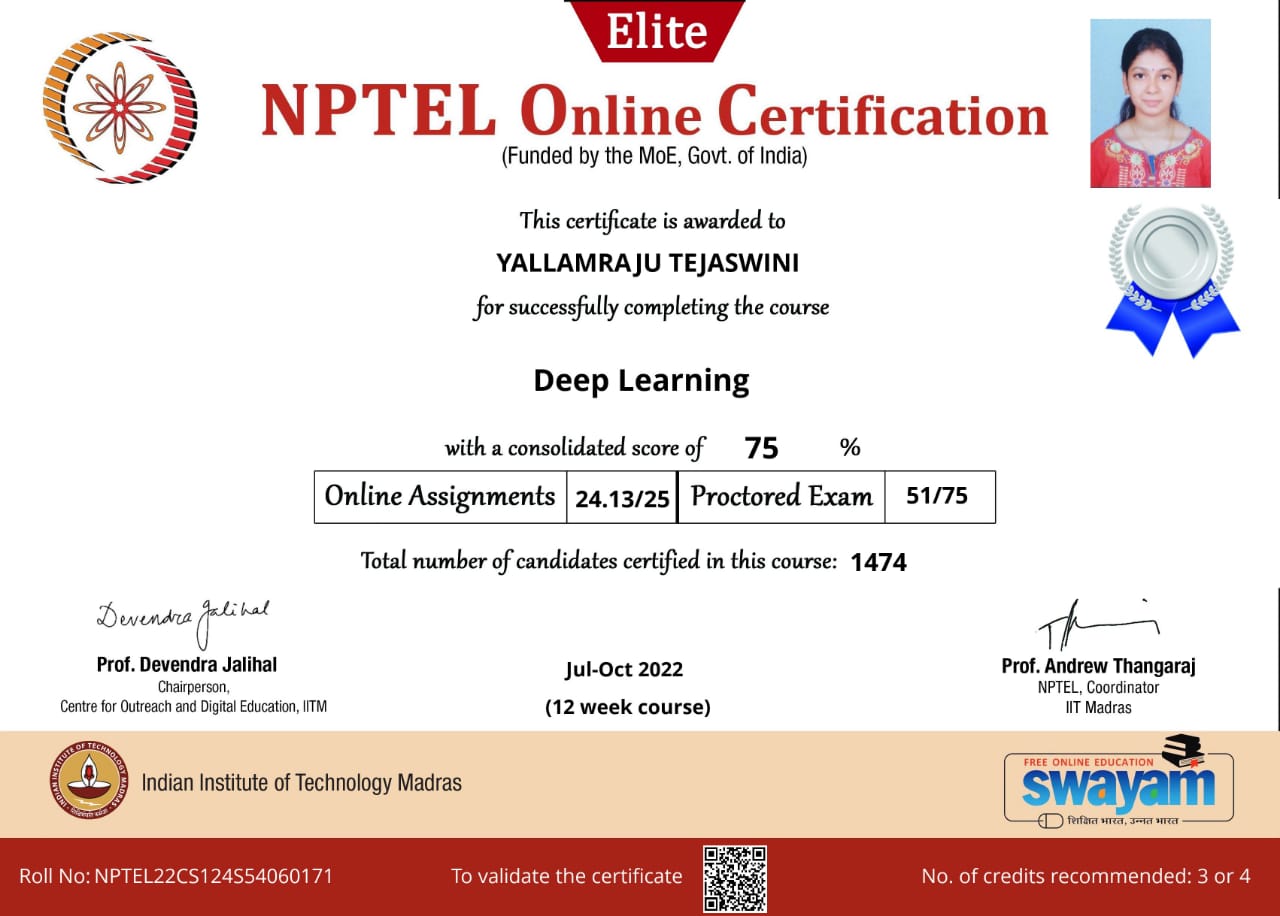 Elite
NPTEL Online Certification
(Funded by the MoE, Govt. of India)
This certificate is awarded to
YALLAMRAJU TEJASWINI
for successfully completing the course
Deep Learning
with a consolidated score of 75 %
Online Assignments 24.13/25 Proctored Exam 51/75
Total number of candidates certified in this course: 1474
Devendra Jalihal
Prof. Devendra Jalihal
Chairperson,
Centre for Outreach and Digital Education, IITM
Jul-Oct 2022
(12 week course)
Prof. Andrew Thangaraj
NPTEL, Coordinator
IIT Madras
INDIAN INSTITUTE OF TECHNOLOGY MADRAS
Indian Institute of Technology Madras
FREE ONLINE EDUCATION
swayam
शिक्षित भारत, उन्नत भारत
Roll No: NPTEL22CS124S54060171
To validate the certificate
No. of credits recommended: 3 or 4